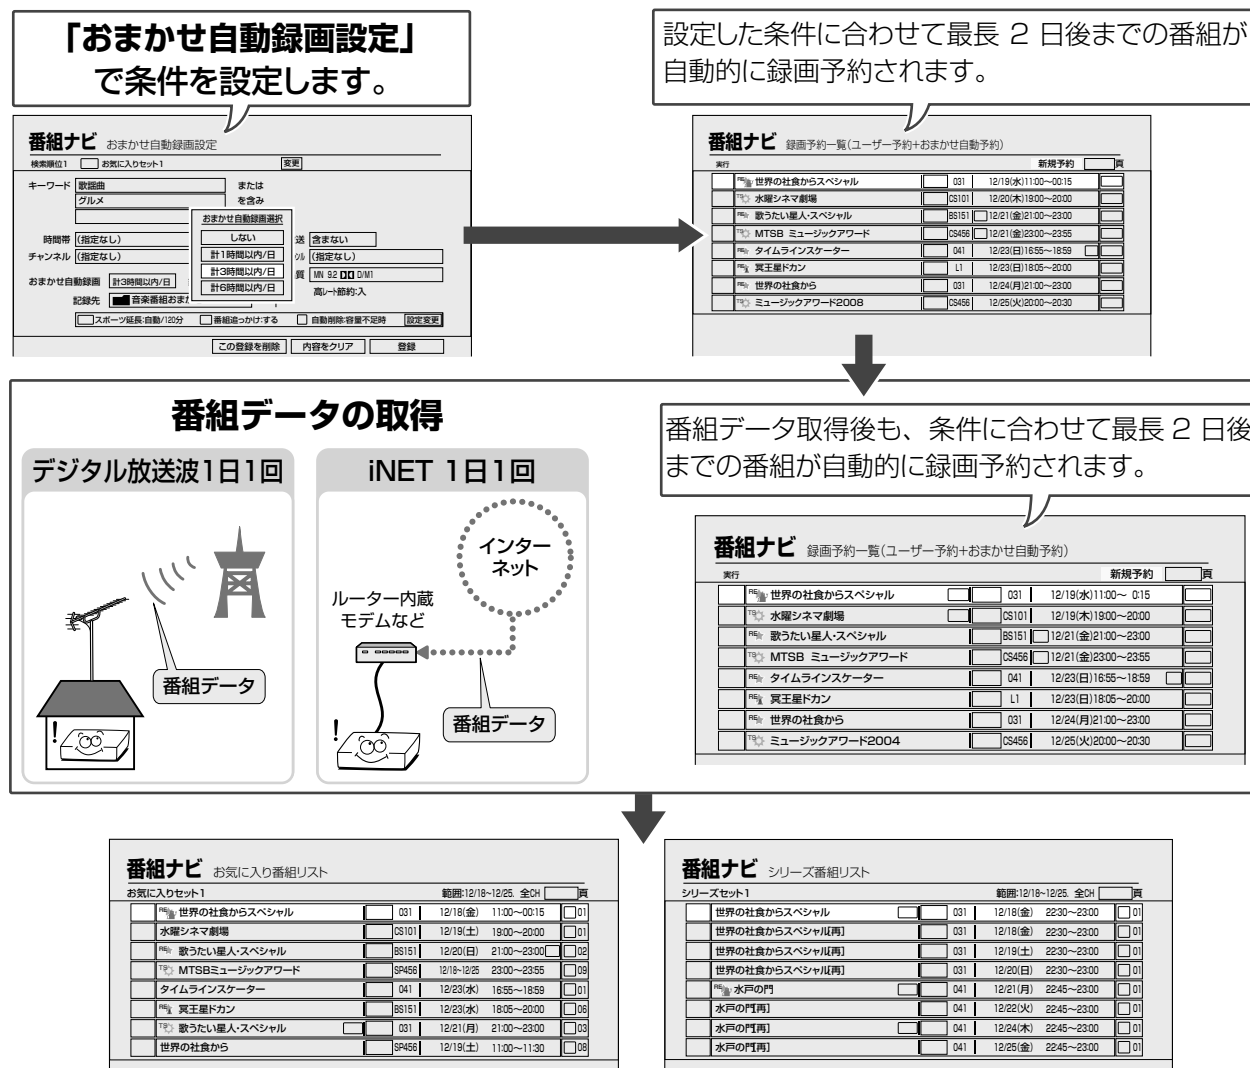 「おまかせ自動録画設定」
で条件を設定します。
設定した条件に合わせて最長 2 日後までの番組が
自動的に録画予約されます。
番組ナビ おまかせ自動録画設定
検索順位1 お気に入りセット1 変更
キーワード 歌謡曲 または
グルメ を含み
おまかせ自動録画選択
しない
計1時間以内/日
計3時間以内/日
計6時間以内/日
時間帯 (指定なし) 送 含まない
チャンネル (指定なし) ル (指定なし)
おまかせ自動録画 計3時間以内/日 質 MN 9.2 D/M1
高レート節約:入
記録先 音楽番組おま
スポーツ延長:自動/120分 番組追っかけ:する 自動削除:容量不足時 設定変更
この登録を削除 内容をクリア 登録
番組ナビ 録画予約一覧(ユーザー予約+おまかせ自動予約)
実行 新規予約 頁
RE 世界の社食からスペシャル 031 12/19(水)11:00～00:15
TS 水曜シネマ劇場 CS101 12/20(木)19:00～20:00
RE 歌うたい星人・スペシャル BS151 12/21(金)21:00～23:00
TS MTSB ミュージックアワード CS456 12/21(金)23:00～23:55
RE タイムラインスケーター 041 12/23(日)16:55～18:59
RE 冥王星ドカン L1 12/23(日)18:05～20:00
RE 世界の社食から 031 12/24(月)21:00～23:00
TS ミュージックアワード2008 CS456 12/25(火)20:00～20:30
番組データの取得
デジタル放送波1日1回
番組データ
!
iNET 1日1回
インター
ネット
ルーター内蔵
モデムなど
番組データ
!
番組データ取得後も、条件に合わせて最長 2 日後
までの番組が自動的に録画予約されます。
番組ナビ 録画予約一覧(ユーザー予約+おまかせ自動予約)
実行 新規予約 頁
RE 世界の社食からスペシャル 031 12/19(水)11:00～ 0:15
TS 水曜シネマ劇場 CS101 12/19(木)19:00～20:00
RE 歌うたい星人・スペシャル BS151 12/21(金)21:00～23:00
TS MTSB ミュージックアワード CS456 12/21(金)23:00～23:55
RE タイムラインスケーター 041 12/23(日)16:55～18:59
RE 冥王星ドカン L1 12/23(日)18:05～20:00
RE 世界の社食から 031 12/24(月)21:00～23:00
TS ミュージックアワード2004 CS456 12/25(火)20:00～20:30
番組ナビ お気に入り番組リスト
お気に入りセット1 範囲:12/18~12/25. 全CH 頁
RE 世界の社食からスペシャル 031 12/18(金) 11:00～00:15 01
水曜シネマ劇場 CS101 12/19(土) 19:00～20:00 01
RE 歌うたい星人・スペシャル BS151 12/20(日) 21:00～23:00 02
TS MTSBミュージックアワード SP456 12/18~12/25 23:00～23:55 09
タイムラインスケーター 041 12/23(水) 16:55～18:59 01
RE 冥王星ドカン BS151 12/23(水) 18:05～20:00 06
TS 歌うたい星人・スペシャル 031 12/21(月) 21:00～23:00 03
世界の社食から SP456 12/19(土) 11:00～11:30 08
番組ナビ シリーズ番組リスト
シリーズセット1 範囲:12/18~12/25. 全CH 頁
世界の社食からスペシャル 031 12/18(金) 22:30～23:00 01
世界の社食からスペシャル[再] 031 12/18(金) 22:30～23:00 01
世界の社食からスペシャル[再] 031 12/19(土) 22:30～23:00 01
世界の社食からスペシャル[再] 031 12/20(日) 22:30～23:00 01
RE 水戸の門 041 12/21(月) 22:45～23:00 01
水戸の門[再] 041 12/22(火) 22:45～23:00 01
水戸の門[再] 041 12/24(木) 22:45～23:00 01
水戸の門[再] 041 12/25(金) 22:45～23:00 01